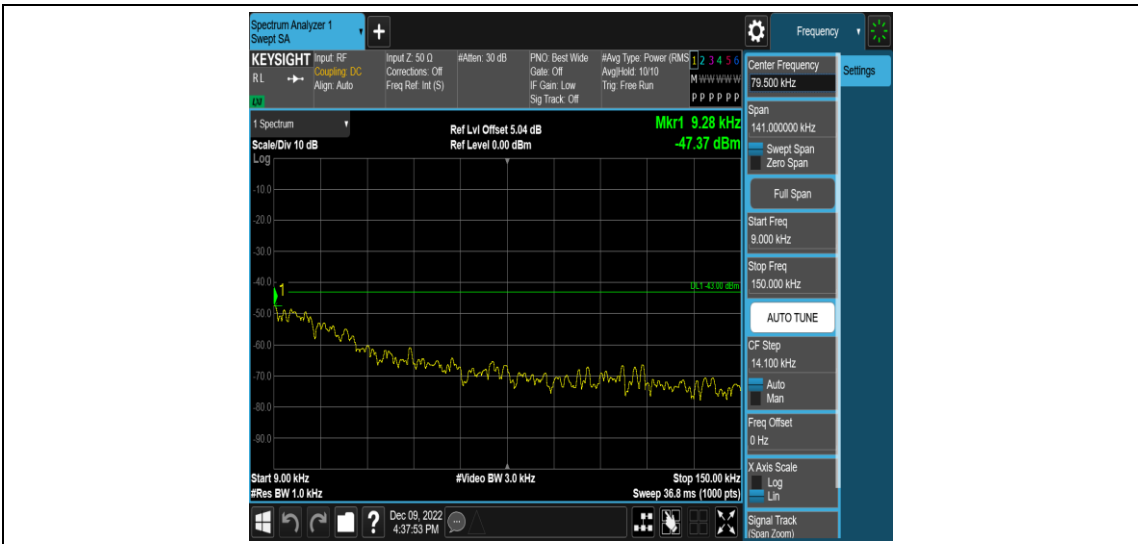 Spectrum Analyzer 1
Swept SA
+
Frequency
KEYSIGHT
RL
LXI
Input: RF
Coupling: DC
Align: Auto
Input Z: 50 Ω
Corrections: Off
Freq Ref: Int (S)
#Atten: 30 dB
PNO: Best Wide
Gate: Off
IF Gain: Low
Sig Track: Off
#Avg Type: Power (RMS
Avg|Hold: 10/10
Trig: Free Run
1 2 3 4 5 6
M W W W W W
P P P P P P
1 Spectrum
Scale/Div 10 dB
Log
Ref Lvl Offset 5.04 dB
Ref Level 0.00 dBm
Mkr1 9.28 kHz
-47.37 dBm
-10.0
-20.0
-30.0
-40.0
-50.0
-60.0
-70.0
-80.0
-90.0
1
DL1 -43.00 dBm
Start 9.00 kHz
#Res BW 1.0 kHz
#Video BW 3.0 kHz
Stop 150.00 kHz
Sweep 36.8 ms (1000 pts)
?
Dec 09, 2022
4:37:53 PM
Center Frequency
79.500 kHz
Settings
Span
141.000000 kHz
Swept Span
Zero Span
Full Span
Start Freq
9.000 kHz
Stop Freq
150.000 kHz
AUTO TUNE
CF Step
14.100 kHz
Auto
Man
Freq Offset
0 Hz
X Axis Scale
Log
Lin
Signal Track
(Span Zoom)